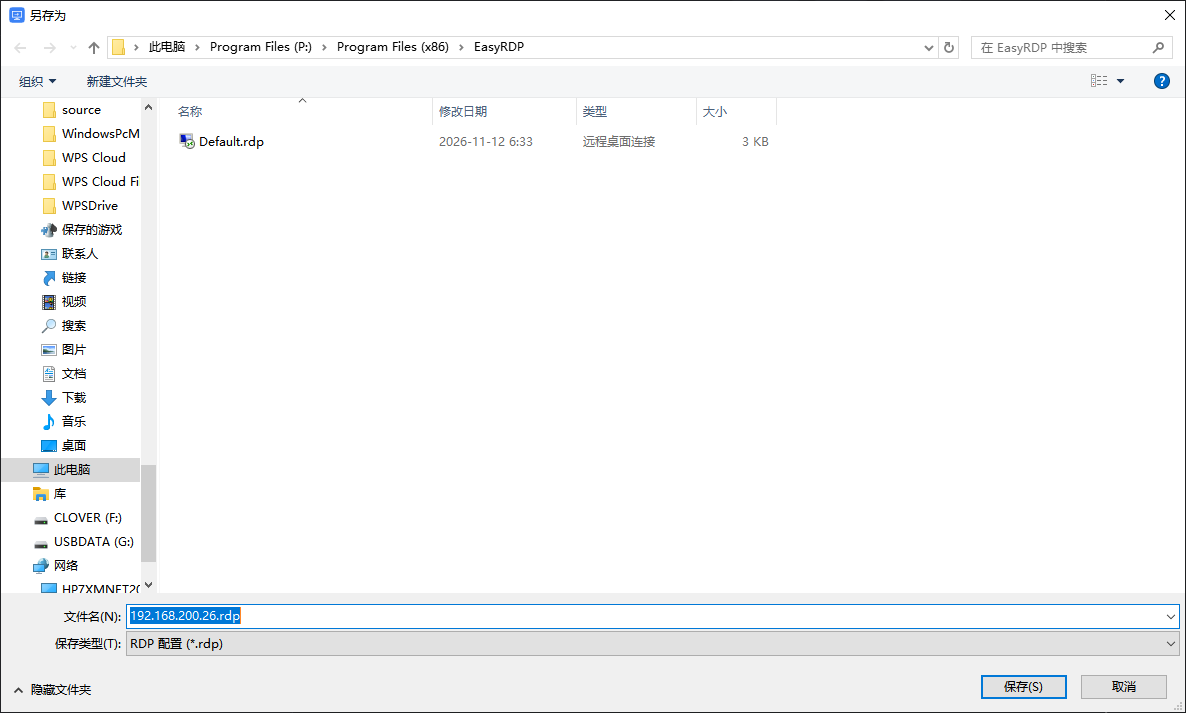 另存为
此电脑 › Program Files (P:) › Program Files (x86) › EasyRDP
在 EasyRDP 中搜索
组织
新建文件夹
名称 修改日期 类型 大小
Default.rdp 2026-11-12 6:33 远程桌面连接 3 KB
source
WindowsPcM
WPS Cloud
WPS Cloud Fi
WPSDrive
保存的游戏
联系人
链接
视频
搜索
图片
文档
下载
音乐
桌面
此电脑
库
CLOVER (F:)
USBDATA (G:)
网络
HP7XMNET20
文件名(N): 192.168.200.26.rdp
保存类型(T): RDP 配置 (*.rdp)
隐藏文件夹
保存(S)
取消